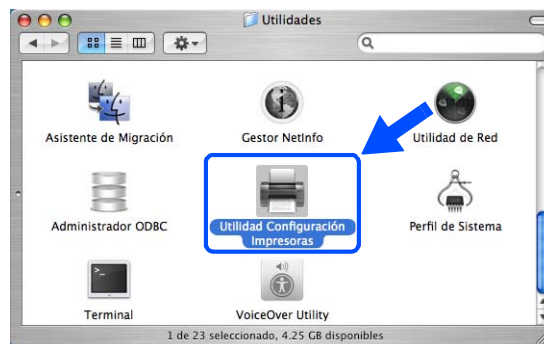 Utilidades
Asistente de Migración
Gestor NetInfo
Utilidad de Red
Administrador ODBC
Utilidad Configuración
Impresoras
Perfil de Sistema
Terminal
VoiceOver Utility
1 de 23 seleccionado, 4.25 GB disponibles